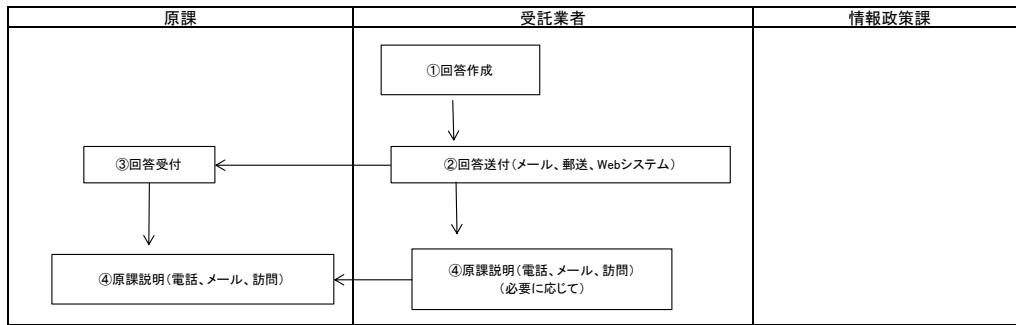 原課
受託業者
情報政策課
①回答作成
③回答受付
②回答送付(メール、郵送、Webシステム)
④原課説明(電話、メール、訪問)
④原課説明(電話、メール、訪問)
(必要に応じて)